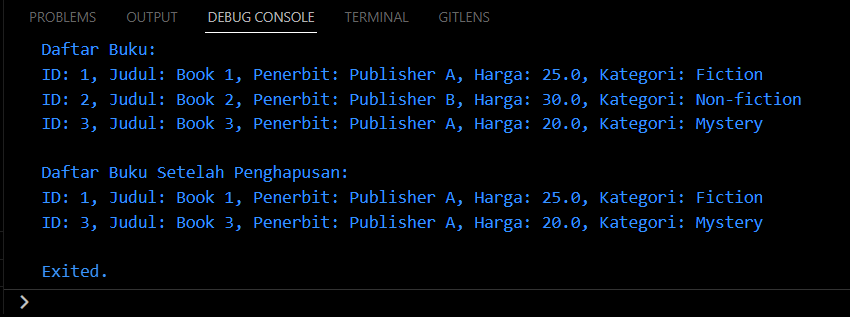 PROBLEMS OUTPUT DEBUG CONSOLE TERMINAL GITLENS
Daftar Buku:
ID: 1, Judul: Book 1, Penerbit: Publisher A, Harga: 25.0, Kategori: Fiction
ID: 2, Judul: Book 2, Penerbit: Publisher B, Harga: 30.0, Kategori: Non-fiction
ID: 3, Judul: Book 3, Penerbit: Publisher A, Harga: 20.0, Kategori: Mystery
Daftar Buku Setelah Penghapusan:
ID: 1, Judul: Book 1, Penerbit: Publisher A, Harga: 25.0, Kategori: Fiction
ID: 3, Judul: Book 3, Penerbit: Publisher A, Harga: 20.0, Kategori: Mystery
Exited.